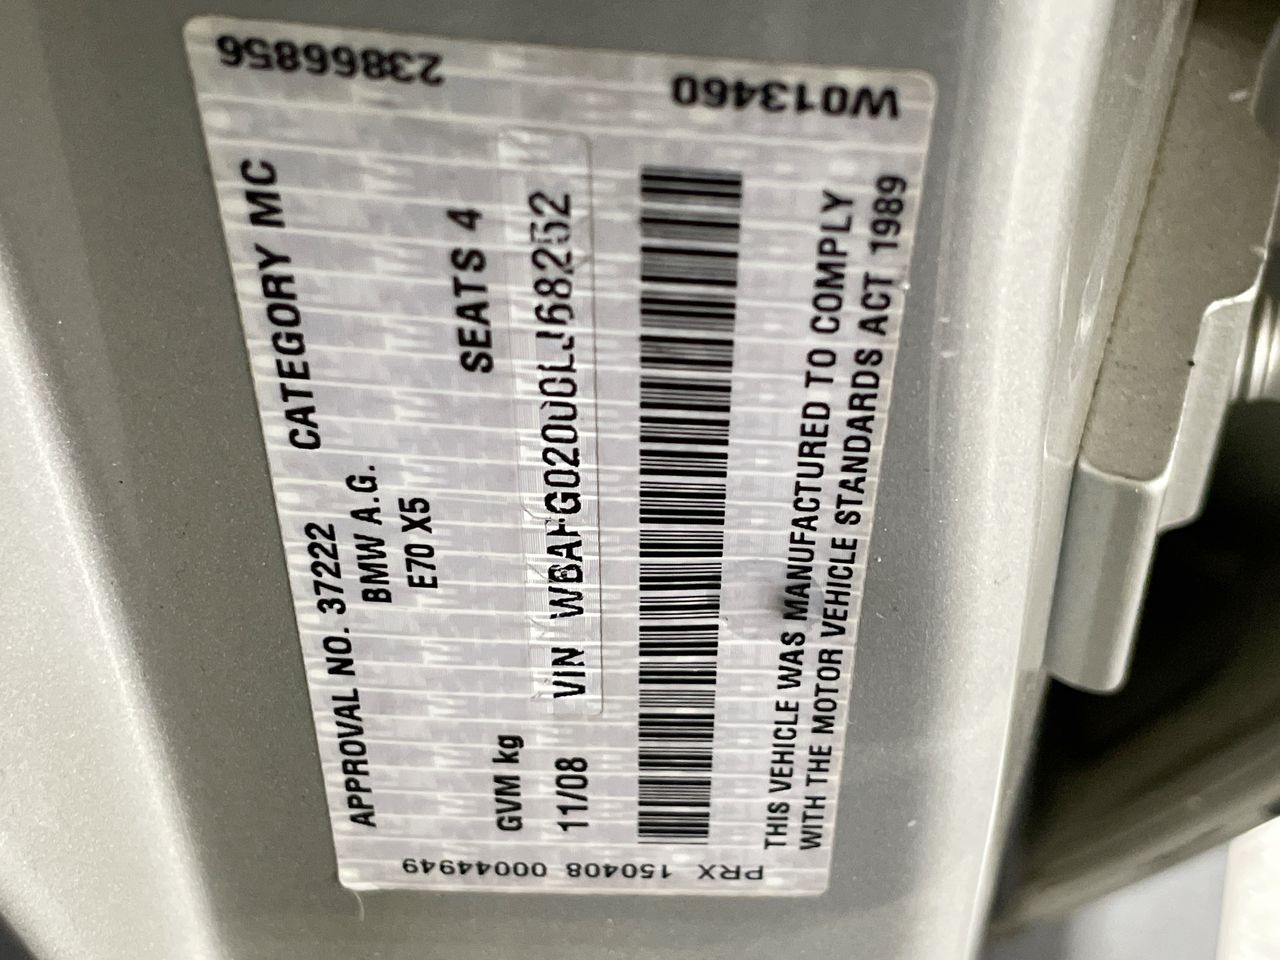 APPROVAL NO. 37222 CATEGORY MC
BMW A.G.
E70 X5
GVM kg SEATS 4
11/08 VIN WBAFG02000LJ68252
THIS VEHICLE WAS MANUFACTURED TO COMPLY
WITH THE MOTOR VEHICLE STANDARDS ACT 1989
23866856
W013460
PRX 150408 00044949